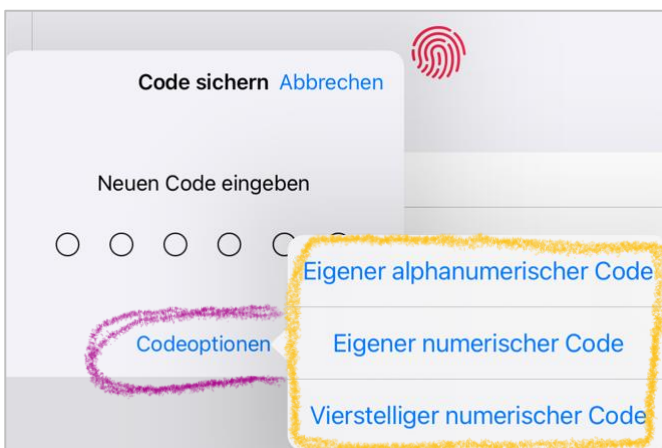 Code sichern Abbrechen
Neuen Code eingeben
Codeoptionen
Eigener alphanumerischer Code
Eigener numerischer Code
Vierstelliger numerischer Code